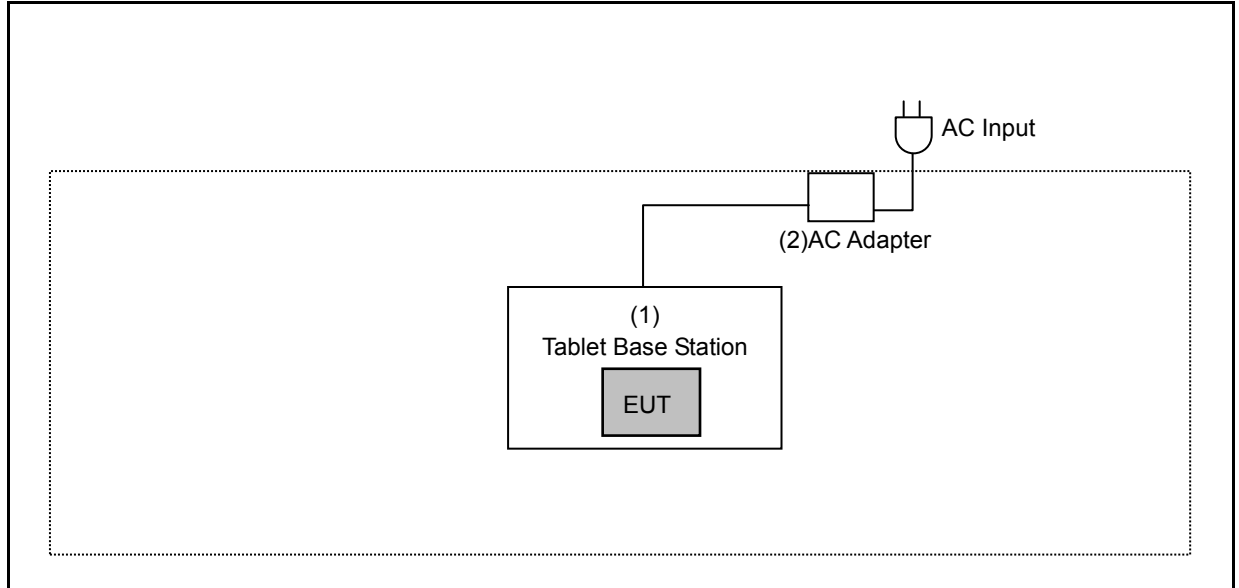 AC Input
(2)AC Adapter
(1)
Tablet Base Station
EUT